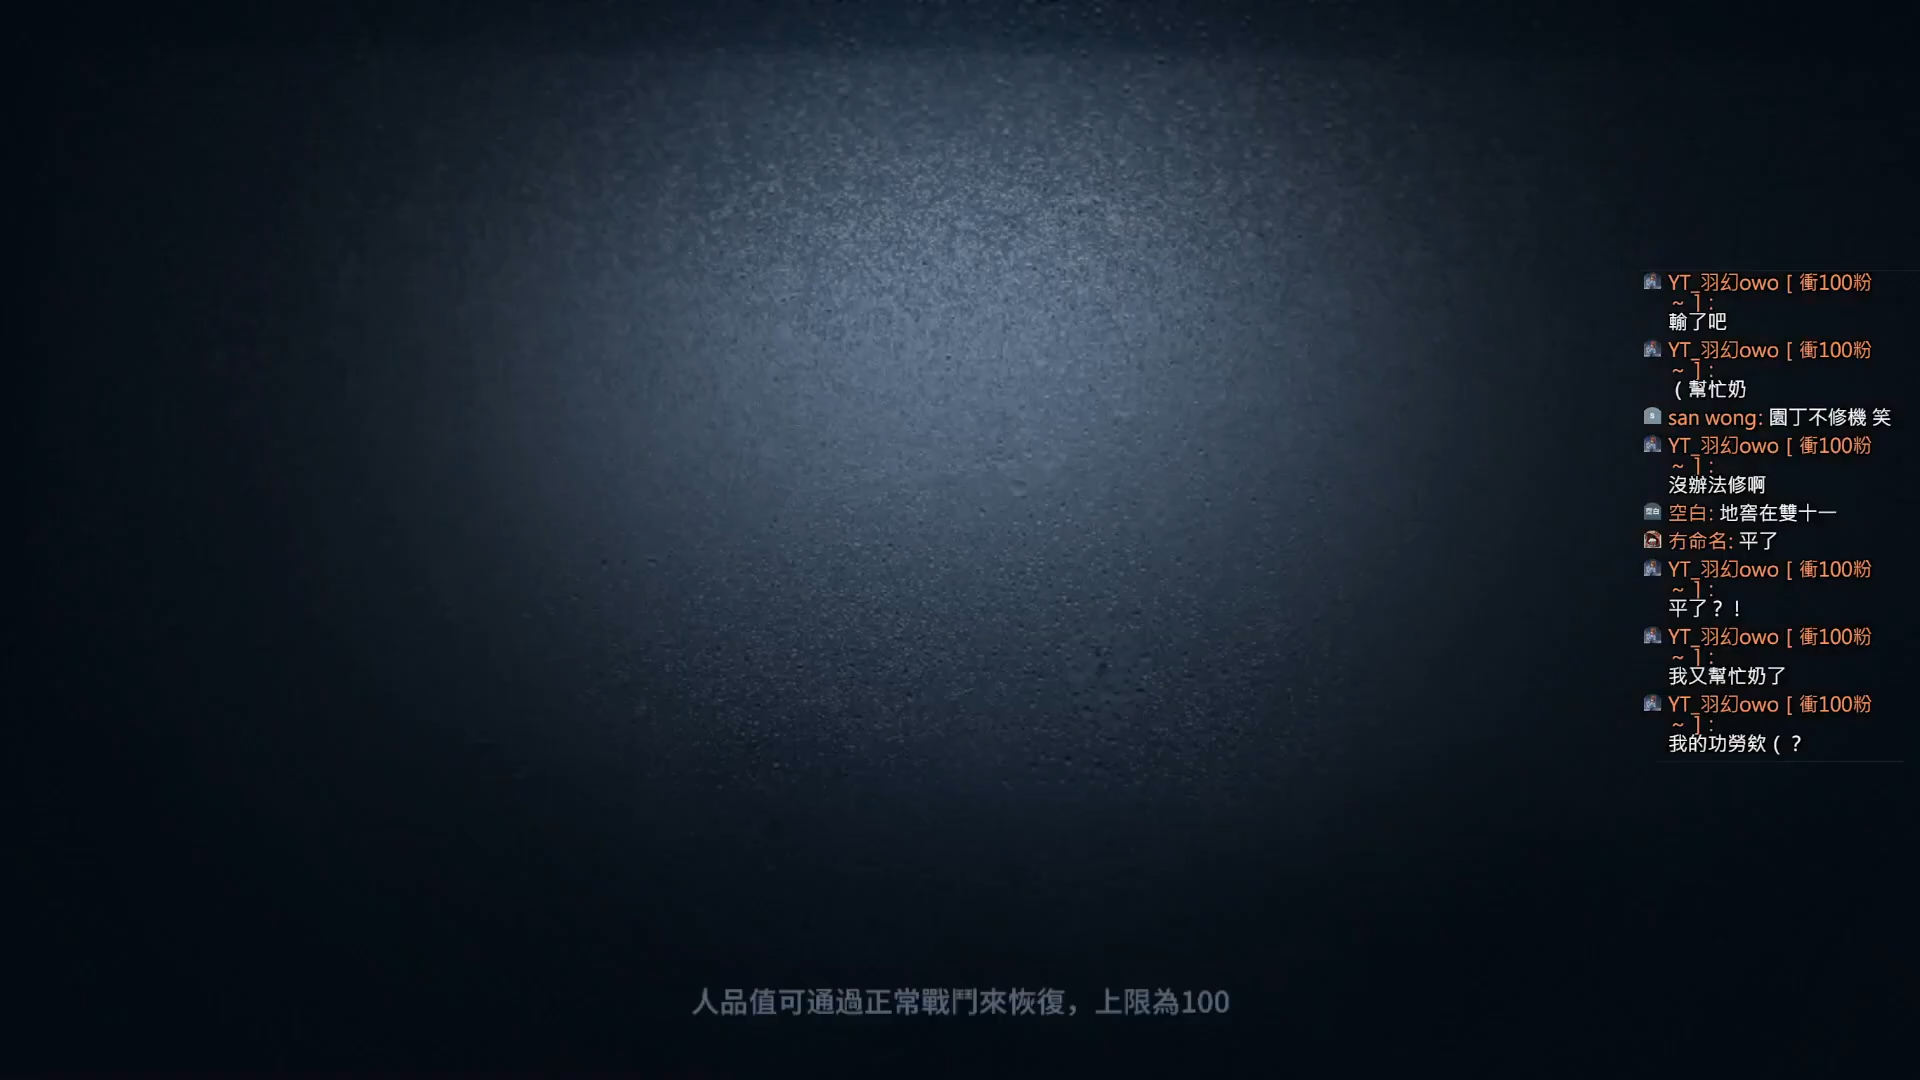 YT_羽幻owo [ 衝100粉
~ ] :
輸了吧
YT_羽幻owo [ 衝100粉
~ ] :
（幫忙奶
san wong: 園丁不修機 笑
YT_羽幻owo [ 衝100粉
~ ] :
沒辦法修啊
空白: 地窖在雙十一
冇命名: 平了
YT_羽幻owo [ 衝100粉
~ ] :
平了？！
YT_羽幻owo [ 衝100粉
~ ] :
我又幫忙奶了
YT_羽幻owo [ 衝100粉
~ ] :
我的功勞欸（？
人品值可通過正常戰鬥來恢復，上限為100